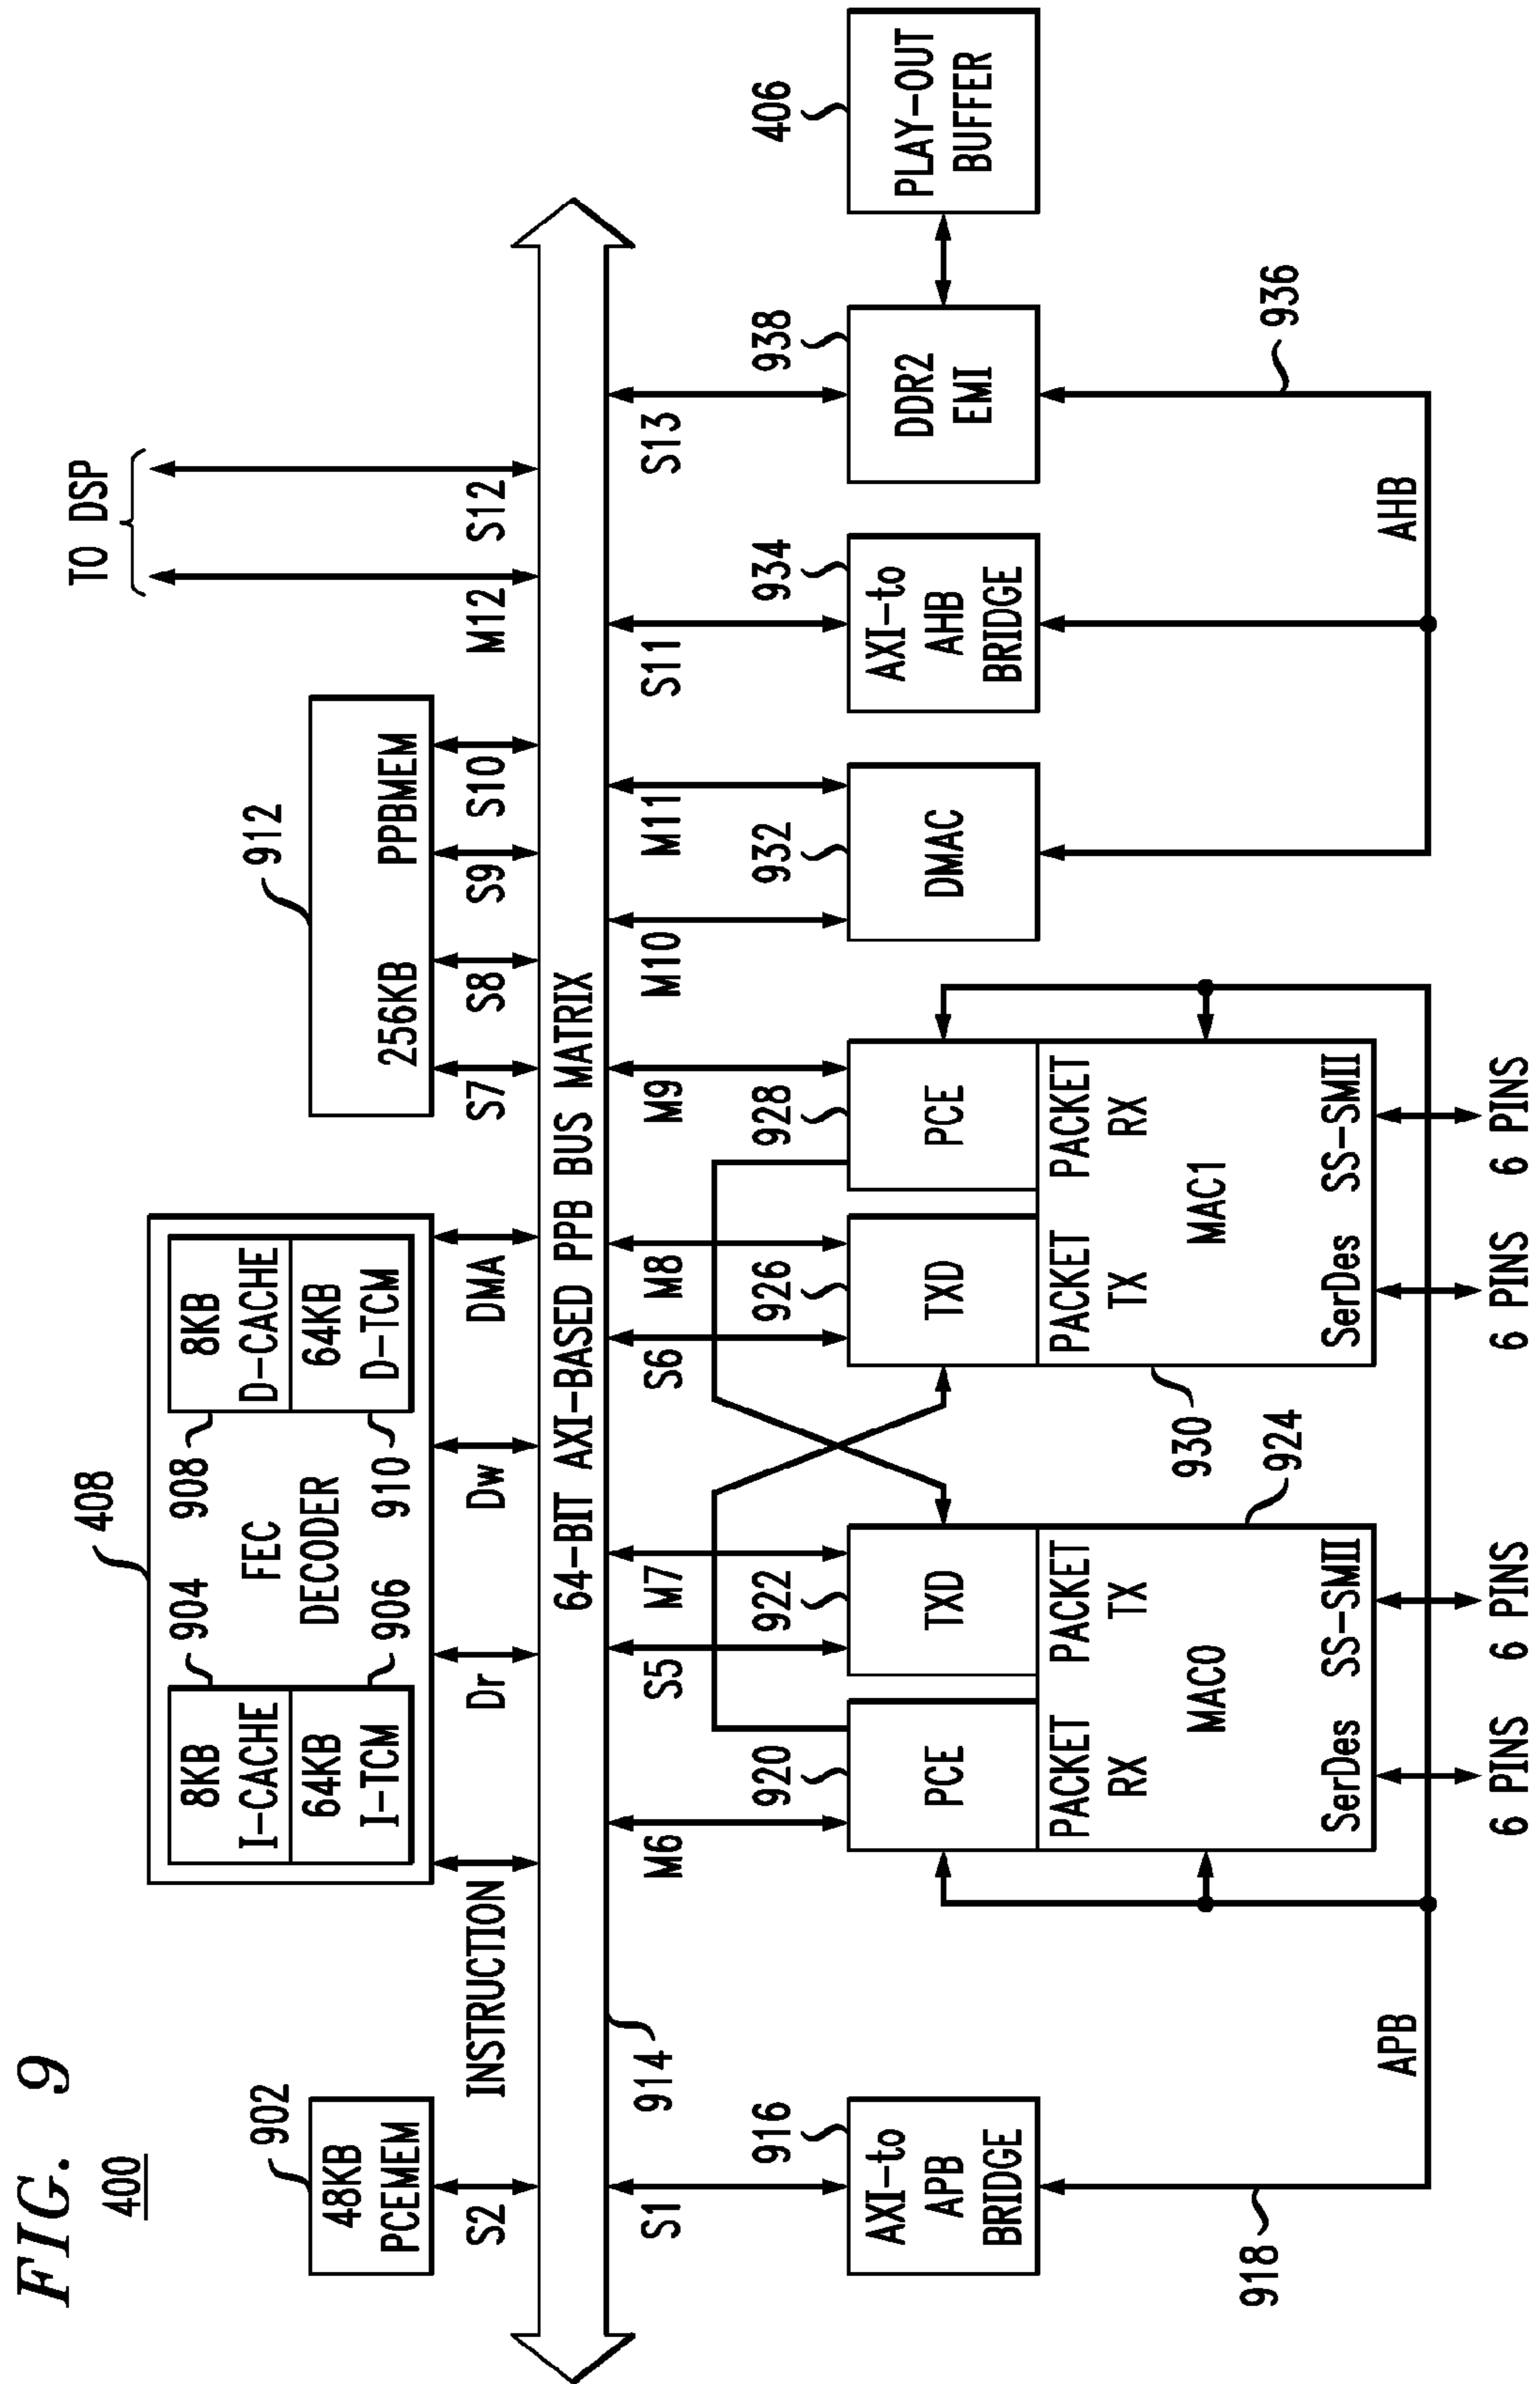 FIG. 9
400
902
48KB
PCEMEM
S2
408
8KB
I-CACHE
64KB
I-TCM
904
906
FEC
DECODER
908
910
8KB
D-CACHE
64KB
D-TCM
INSTRUCTION
Dr
Dw
DMA
912
256KB
PPBMEM
S7
S8
S9
S10
TO DSP
M12
S12
914
64-BIT AXI-BASED PPB BUS MATRIX
S1
M6
S5
M7
S6
M8
M9
M10
M11
S11
S13
916
AXI-to
APB
BRIDGE
918
APB
920
PCE
922
TXD
PACKET
RX
PACKET
TX
MAC0
SerDes
SS-SMII
924
6 PINS
6 PINS
926
TXD
928
PCE
PACKET
TX
PACKET
RX
MAC1
SerDes
SS-SMII
930
6 PINS
6 PINS
932
DMAC
934
AXI-to
AHB
BRIDGE
938
DDR2
EMI
406
PLAY-OUT
BUFFER
AHB
936